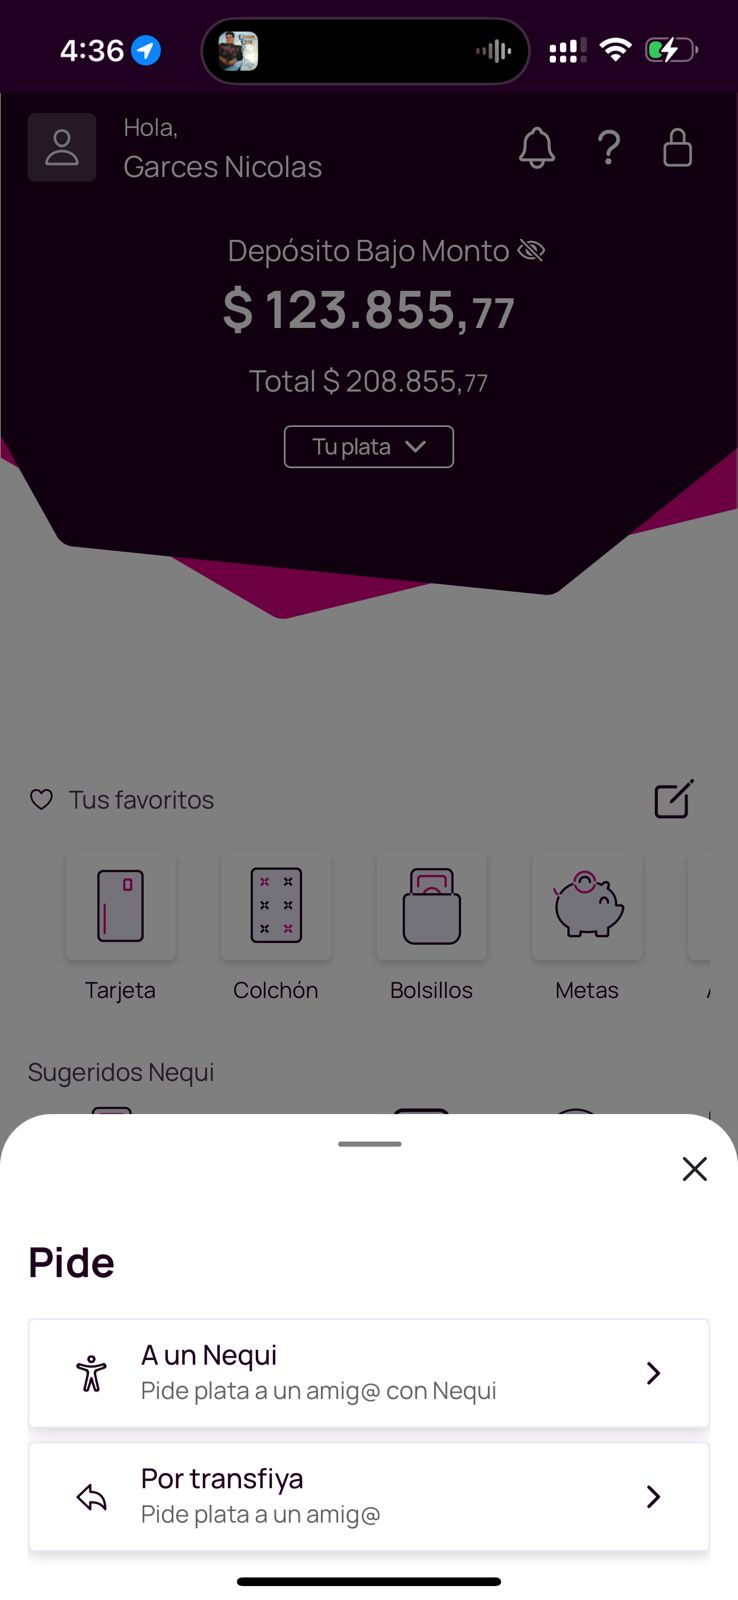 4:36
Hola,
Garces Nicolas
Depósito Bajo Monto
$ 123.855,77
Total $ 208.855,77
Tu plata
Tus favoritos
Tarjeta Colchón Bolsillos Metas
Sugeridos Nequi
Pide
A un Nequi
Pide plata a un amig@ con Nequi
Por transfiya
Pide plata a un amig@